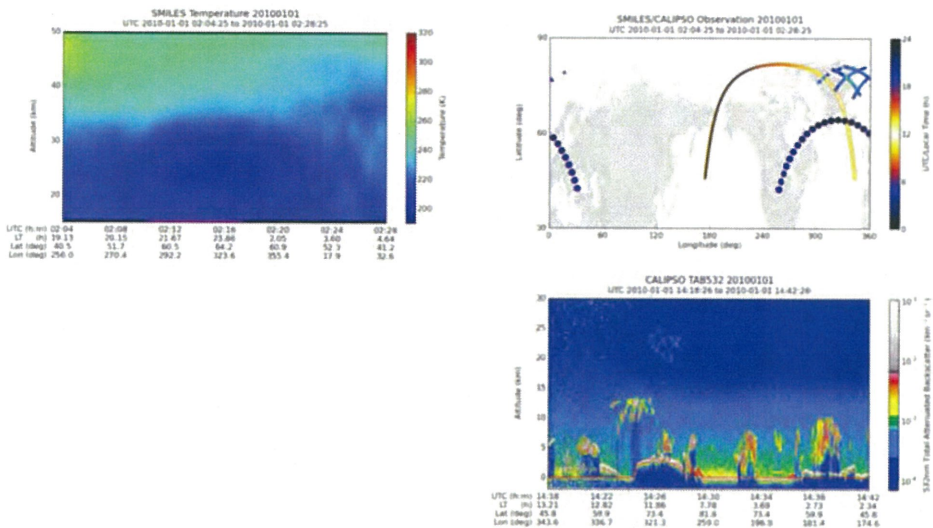 SMILES Temperature 20100101
UTC 2010-01-01 02:04:25 to 2010-01-01 02:28:25
50
40
30
20
Altitude (km)
320
300
280
260
240
220
200
Temperature (K)
UTC (h:m) 02:04 02:08 02:12 02:16 02:20 02:24 02:28
LT (h) 19.13 20.15 21.67 23.86 2.05 3.60 4.64
Lat (deg) 40.5 51.7 60.5 64.2 60.9 52.3 41.2
Lon (deg) 256.0 270.4 292.2 323.6 355.4 17.9 32.6
SMILES/CALIPSO Observation 20100101
UTC 2010-01-01 02:04:25 to 2010-01-01 02:28:25
90
60
30
Latitude (deg)
0 60 120 180 240 300 360
Longitude (deg)
24
18
12
6
0
UTC/Local Time (h)
CALIPSO TAB532 20100101
UTC 2010-01-01 14:18:26 to 2010-01-01 14:42:26
30
25
20
15
10
5
0
Altitude (km)
532nm Total Attenuated Backscatter
UTC (h:m) 14:18 14:22 14:26 14:30 14:34 14:38 14:42
LT (h) 13.21 12.82 11.86 7.78 3.69 2.73 2.34
Lat (deg) 45.8 59.9 73.4 81.8 73.4 59.9 45.8
Lon (deg) 343.6 336.7 321.3 259.0 196.9 181.4 174.6